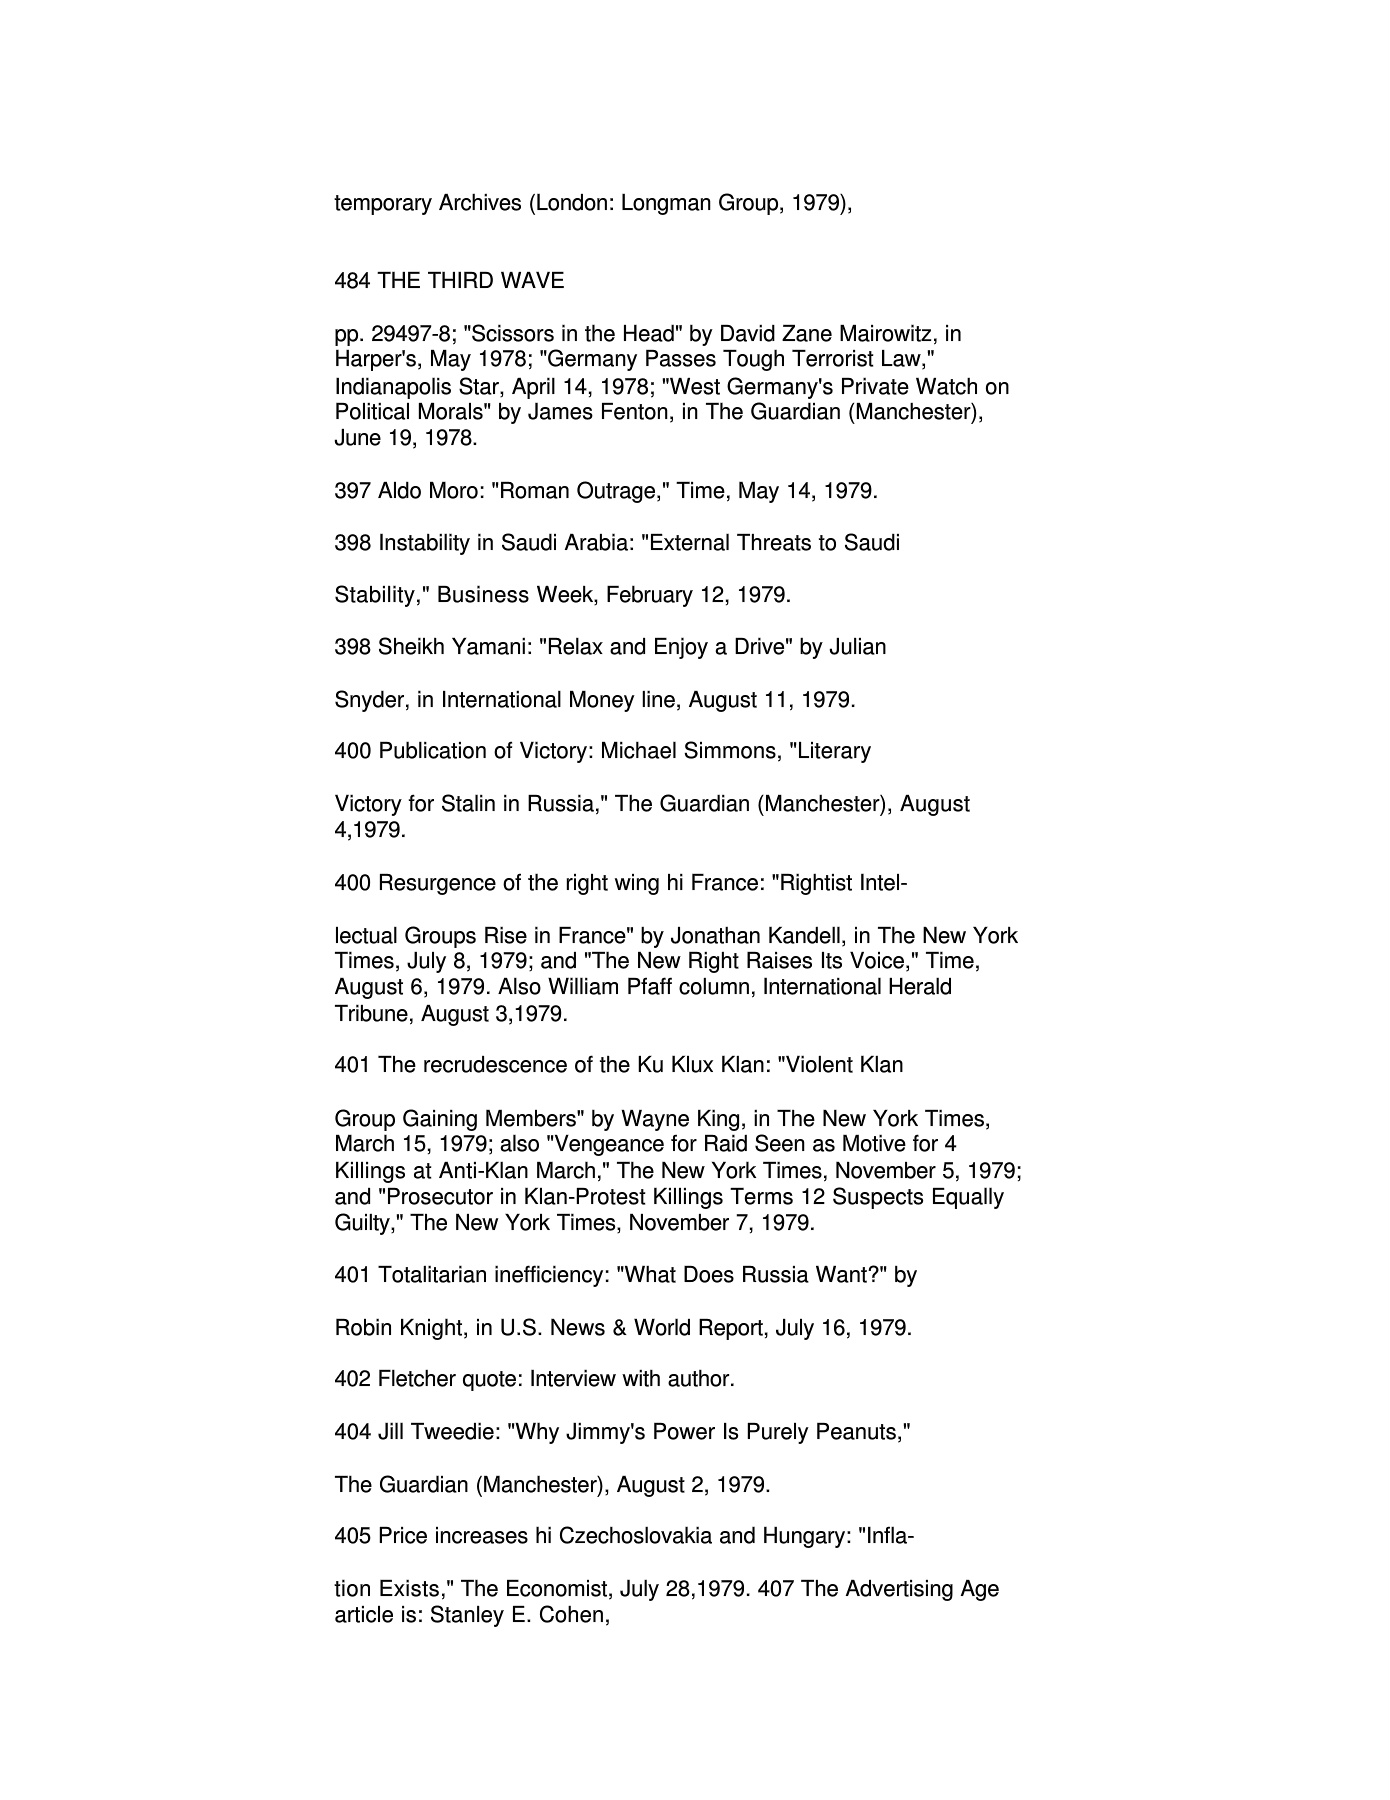 temporary Archives (London: Longman Group, 1979),
484 THE THIRD WAVE
pp. 29497-8; "Scissors in the Head" by David Zane Mairowitz, in
Harper's, May 1978; "Germany Passes Tough Terrorist Law,"
Indianapolis Star, April 14, 1978; "West Germany's Private Watch on
Political Morals" by James Fenton, in The Guardian (Manchester),
June 19, 1978.
397 Aldo Moro: "Roman Outrage," Time, May 14, 1979.
398 Instability in Saudi Arabia: "External Threats to Saudi
Stability," Business Week, February 12, 1979.
398 Sheikh Yamani: "Relax and Enjoy a Drive" by Julian
Snyder, in International Money line, August 11, 1979.
400 Publication of Victory: Michael Simmons, "Literary
Victory for Stalin in Russia," The Guardian (Manchester), August
4,1979.
400 Resurgence of the right wing hi France: "Rightist Intel-
lectual Groups Rise in France" by Jonathan Kandell, in The New York
Times, July 8, 1979; and "The New Right Raises Its Voice," Time,
August 6, 1979. Also William Pfaff column, International Herald
Tribune, August 3,1979.
401 The recrudescence of the Ku Klux Klan: "Violent Klan
Group Gaining Members" by Wayne King, in The New York Times,
March 15, 1979; also "Vengeance for Raid Seen as Motive for 4
Killings at Anti-Klan March," The New York Times, November 5, 1979;
and "Prosecutor in Klan-Protest Killings Terms 12 Suspects Equally
Guilty," The New York Times, November 7, 1979.
401 Totalitarian inefficiency: "What Does Russia Want?" by
Robin Knight, in U.S. News & World Report, July 16, 1979.
402 Fletcher quote: Interview with author.
404 Jill Tweedie: "Why Jimmy's Power Is Purely Peanuts,"
The Guardian (Manchester), August 2, 1979.
405 Price increases hi Czechoslovakia and Hungary: "Infla-
tion Exists," The Economist, July 28,1979. 407 The Advertising Age
article is: Stanley E. Cohen,